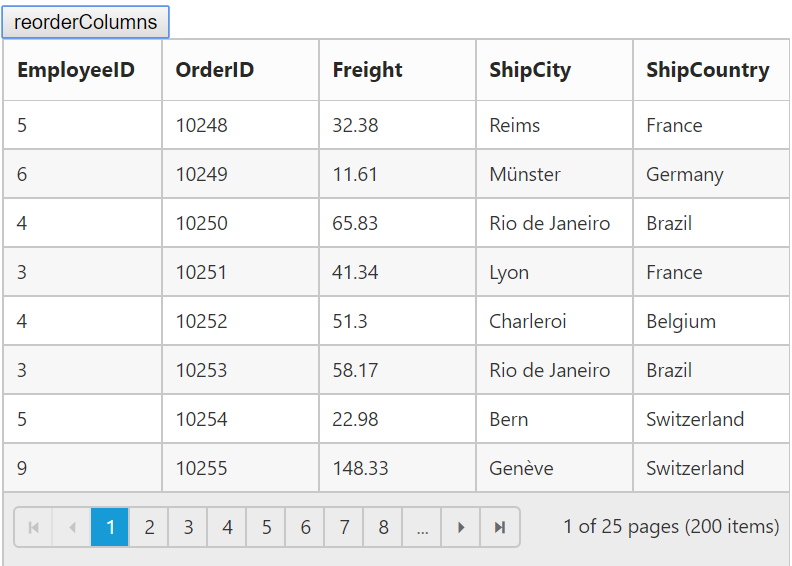 reorderColumns
EmployeeID OrderID Freight ShipCity ShipCountry
5 10248 32.38 Reims France
6 10249 11.61 Münster Germany
4 10250 65.83 Rio de Janeiro Brazil
3 10251 41.34 Lyon France
4 10252 51.3 Charleroi Belgium
3 10253 58.17 Rio de Janeiro Brazil
5 10254 22.98 Bern Switzerland
9 10255 148.33 Genève Switzerland
1 2 3 4 5 6 7 8 ... 1 of 25 pages (200 items)